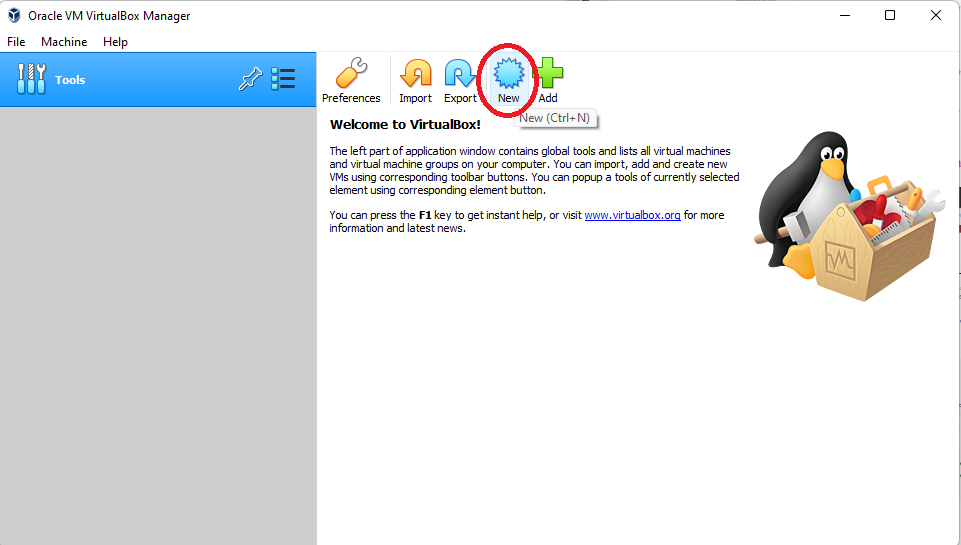 Oracle VM VirtualBox Manager
File Machine Help
Tools
Preferences Import Export New Add
New (Ctrl+N)
Welcome to VirtualBox!
The left part of application window contains global tools and lists all virtual machines
and virtual machine groups on your computer. You can import, add and create new
VMs using corresponding toolbar buttons. You can popup a tools of currently selected
element using corresponding element button.
You can press the F1 key to get instant help, or visit www.virtualbox.org for more
information and latest news.